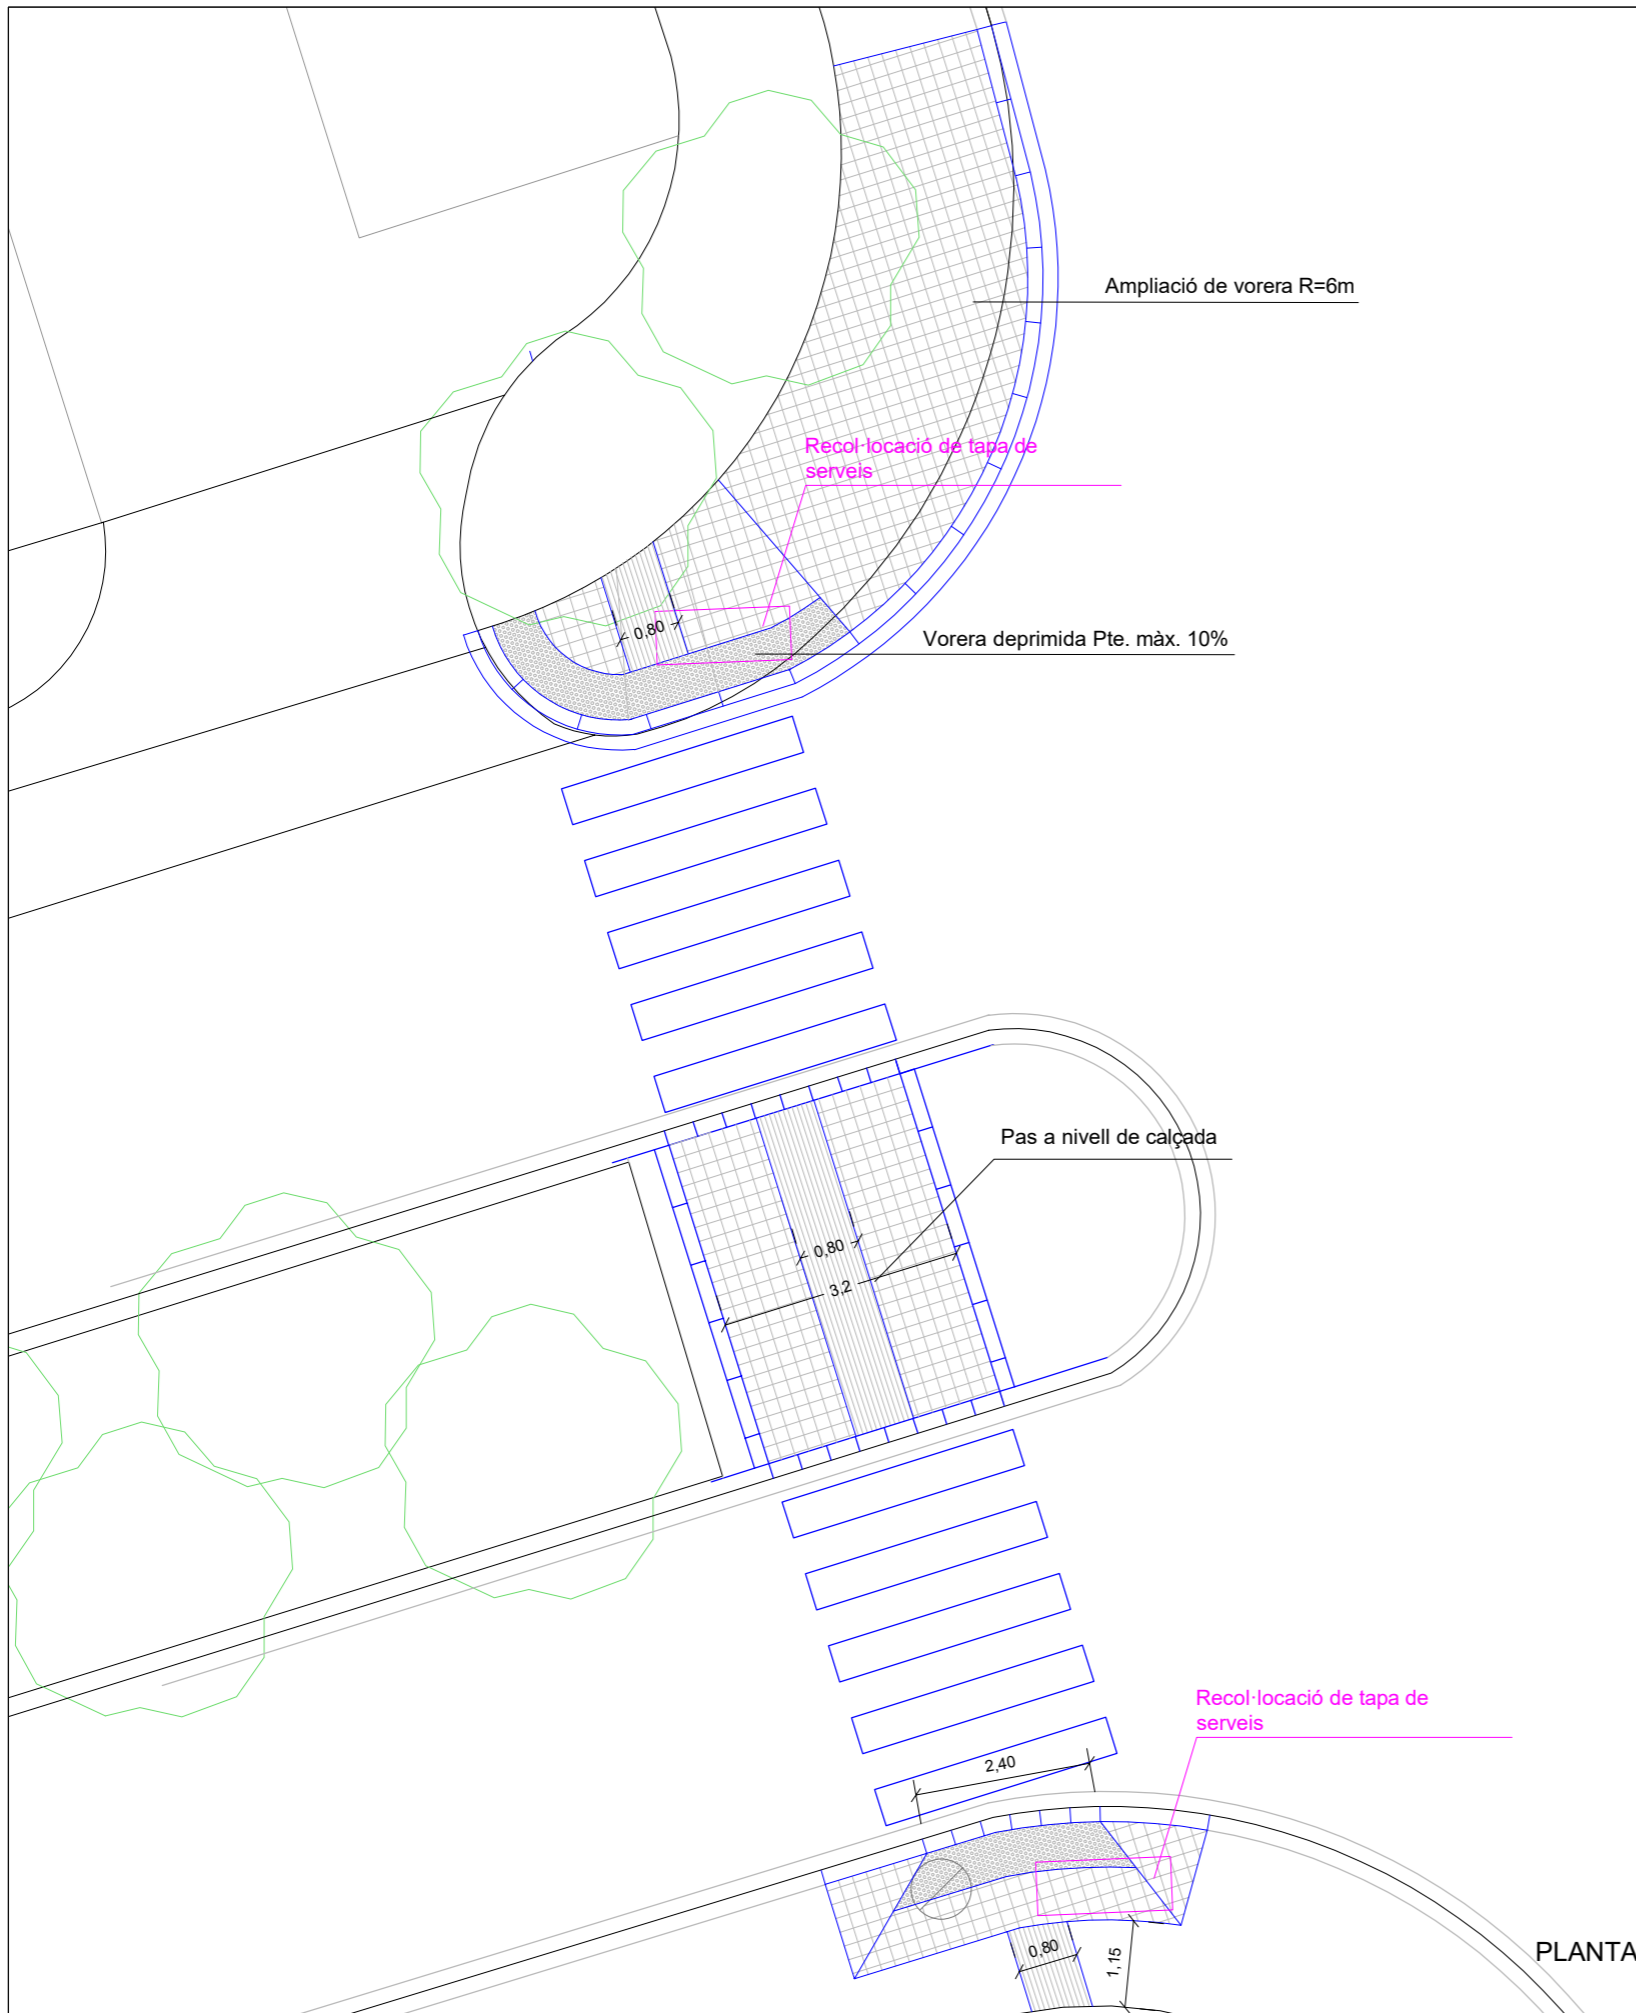 Ampliació de vorera R=6m
Recol·locació de tapa de
serveis
0,80
Vorera deprimida Pte. màx. 10%
Pas a nivell de calçada
0,80
3,2
Recol·locació de tapa de
serveis
2,40
0,80
1,15
PLANTA